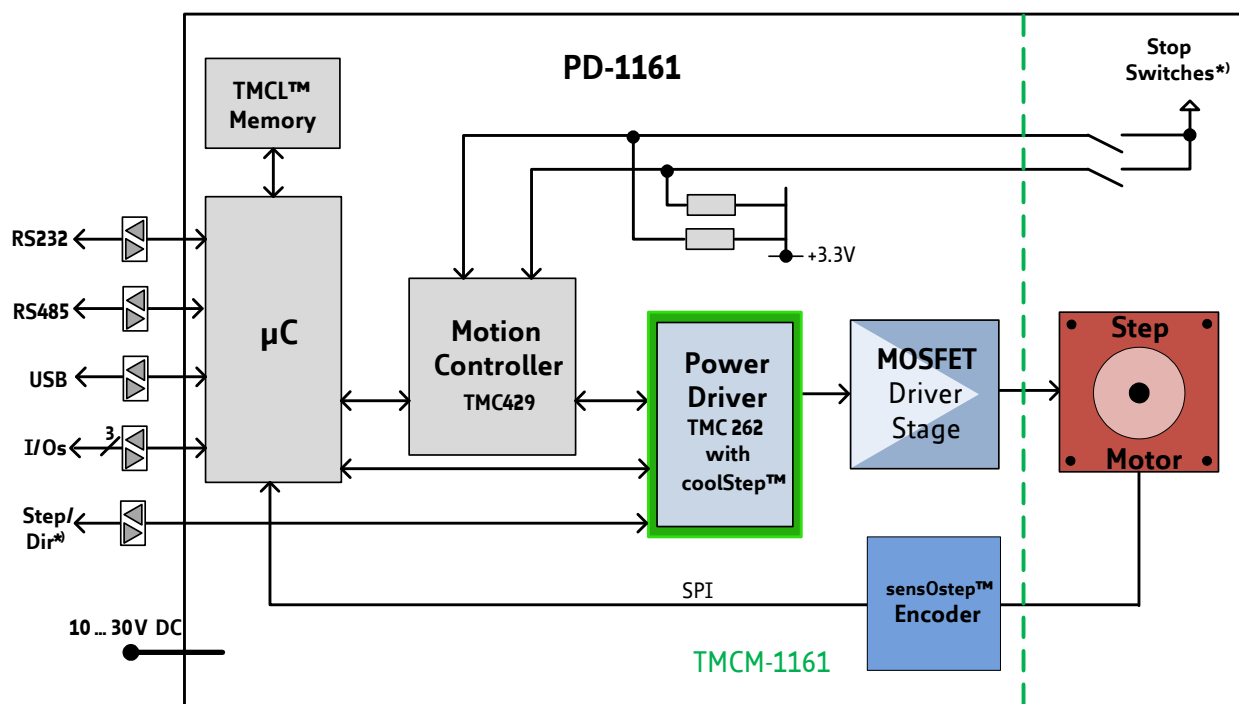 PD-1161
Stop
Switches*)
TMCL™
Memory
RS232
RS485
USB
I/Os
3
Step/
Dir*)
10 ... 30V DC
µC
Motion
Controller
TMC429
+3.3V
Power
Driver
TMC 262
with
coolStep™
MOSFET
Driver
Stage
Step
Motor
SPI
sensOstep™
Encoder
TMCM-1161